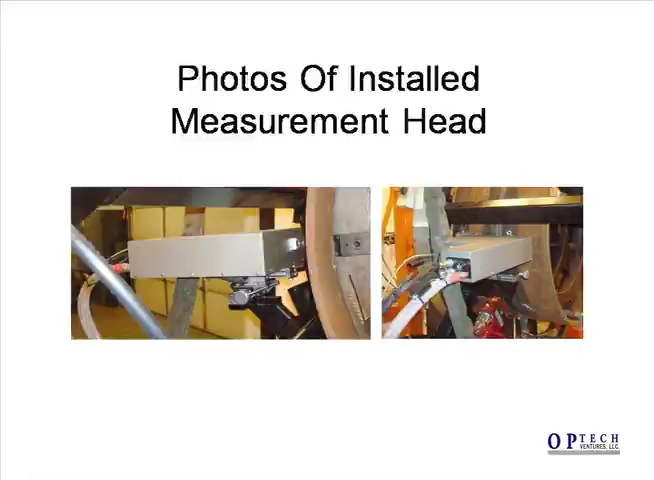 Photos Of Installed
Measurement Head
OPTECH
VENTURES, LLC.